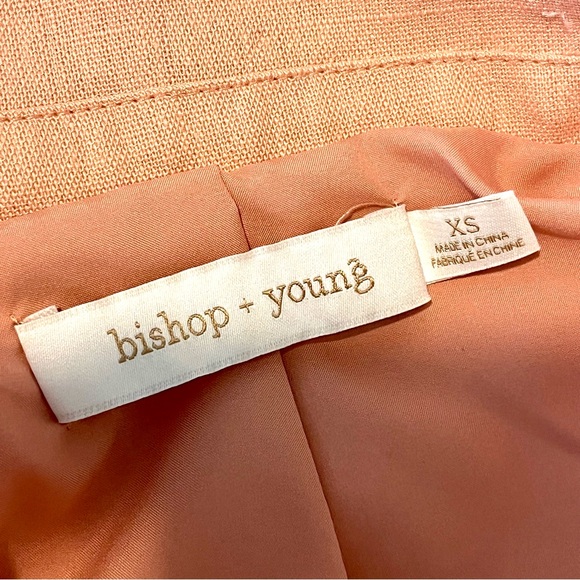 bishop + young
XS
MADE IN CHINA
FABRIQUÉ EN CHINE